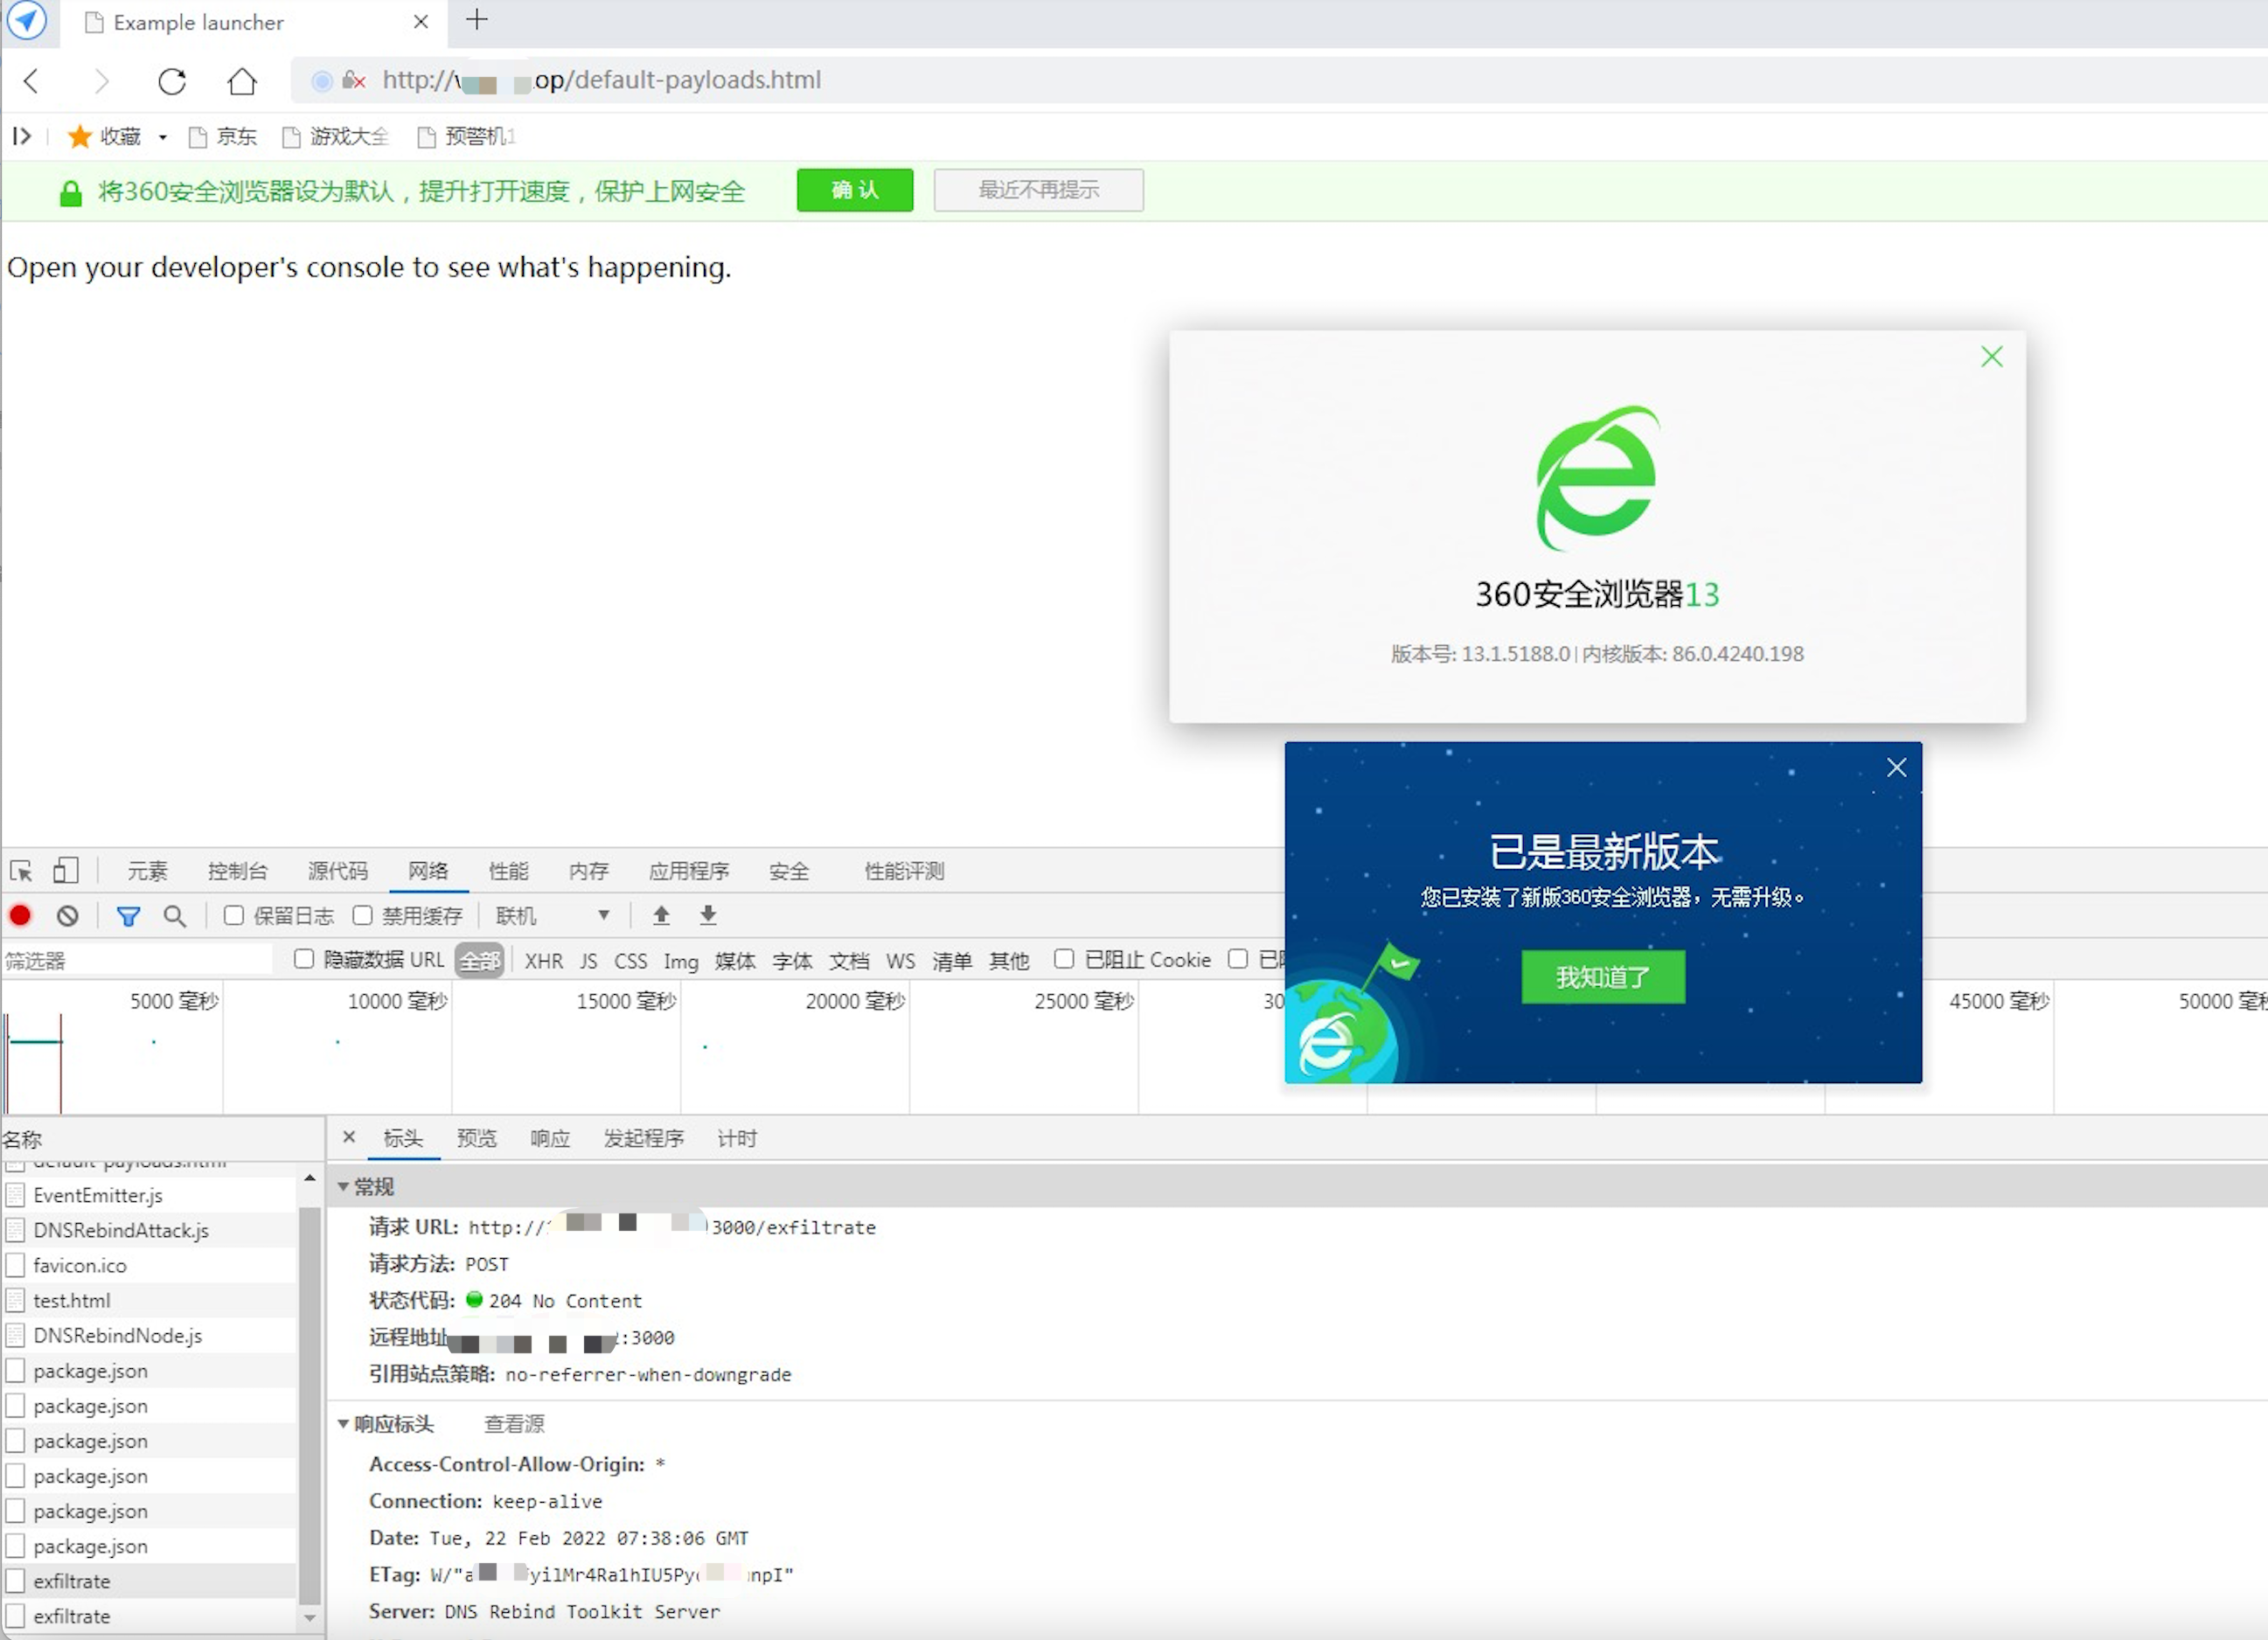 Example launcher
http:// op/default-payloads.html
收藏 京东 游戏大全 预警机1
将360安全浏览器设为默认，提升打开速度，保护上网安全 确认 最近不再提示
Open your developer's console to see what's happening.
360安全浏览器13
版本号: 13.1.5188.0 | 内核版本: 86.0.4240.198
已是最新版本
您已安装了新版360安全浏览器，无需升级。
我知道了
元素 控制台 源代码 网络 性能 内存 应用程序 安全 性能评测
保留日志 禁用缓存 联机
筛选器 隐藏数据 URL 全部 XHR JS CSS Img 媒体 字体 文档 WS 清单 其他 已阻止 Cookie
5000 毫秒 10000 毫秒 15000 毫秒 20000 毫秒 25000 毫秒 45000 毫秒 50000 毫秒
名称
default-payloads.html
EventEmitter.js
DNSRebindAttack.js
favicon.ico
test.html
DNSRebindNode.js
package.json
package.json
package.json
package.json
package.json
package.json
exfiltrate
exfiltrate
× 标头 预览 响应 发起程序 计时
常规
请求 URL: http:// 3000/exfiltrate
请求方法: POST
状态代码: 204 No Content
远程地址 :3000
引用站点策略: no-referrer-when-downgrade
响应标头 查看源
Access-Control-Allow-Origin: *
Connection: keep-alive
Date: Tue, 22 Feb 2022 07:38:06 GMT
ETag: W/"a yilMr4Ra1hIU5Py npI"
Server: DNS Rebind Toolkit Server